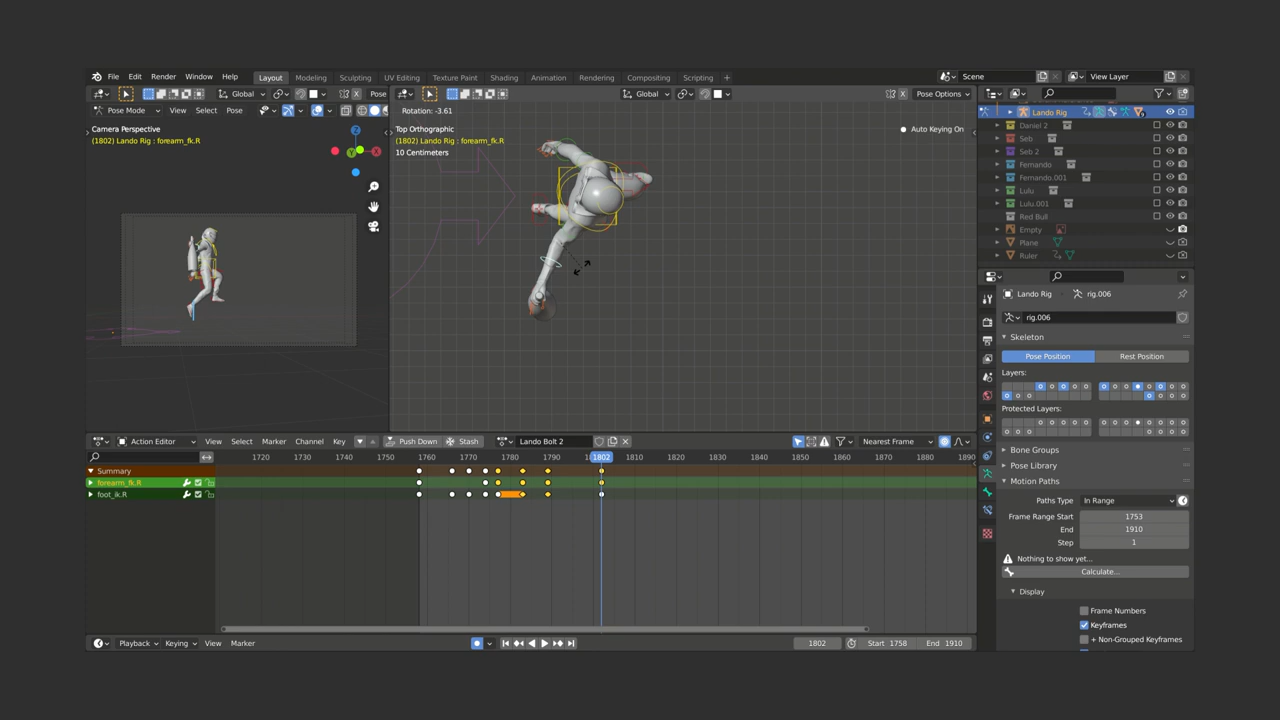 File Edit Render Window Help Layout Modeling Sculpting UV Editing Texture Paint Shading Animation Rendering Compositing Scripting + Scene View Layer
Global Pose Global Pose Options
Pose Mode View Select Pose Rotation: -3.61
Camera Perspective
(1802) Lando Rig : forearm_fk.R
Top Orthographic
(1802) Lando Rig : forearm_fk.R
10 Centimeters
Auto Keying On
Z
Y
X
Lando Rig
Daniel 2
Seb
Seb 2
Fernando
Fernando.001
Lulu
Lulu.001
Red Bull
Empty
Plane
Ruler
Lando Rig rig.006
rig.006
Skeleton
Pose Position Rest Position
Layers:
Protected Layers:
Bone Groups
Pose Library
Motion Paths
Paths Type In Range
Frame Range Start 1753
End 1910
Step 1
Nothing to show yet...
Calculate...
Display
Frame Numbers
Keyframes
+ Non-Grouped Keyframes
Action Editor View Select Marker Channel Key Push Down Stash Lando Bolt 2 Nearest Frame
1720 1730 1740 1750 1760 1770 1780 1790 1802 1810 1820 1830 1840 1850 1860 1870 1880 1890
Summary
forearm_fk.R
foot_ik.R
Playback Keying View Marker 1802 Start 1758 End 1910